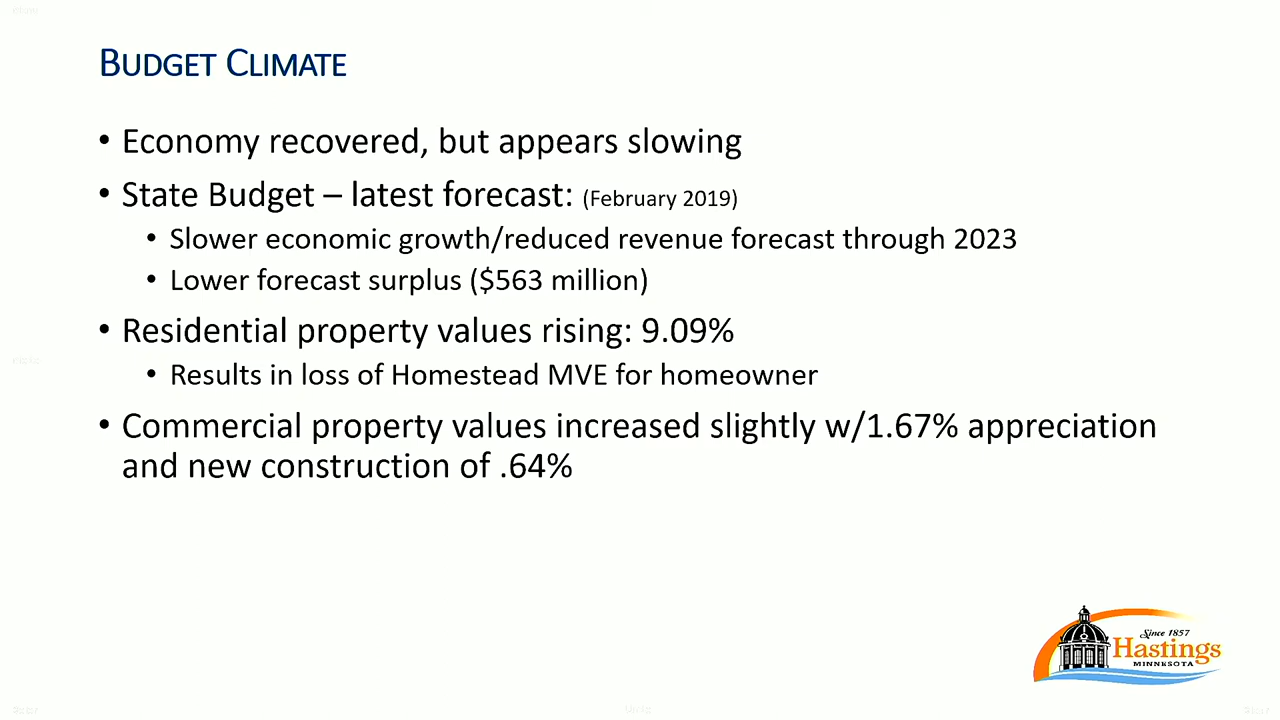 BUDGET CLIMATE
• Economy recovered, but appears slowing
• State Budget – latest forecast: (February 2019)
• Slower economic growth/reduced revenue forecast through 2023
• Lower forecast surplus ($563 million)
• Residential property values rising: 9.09%
• Results in loss of Homestead MVE for homeowner
• Commercial property values increased slightly w/1.67% appreciation
and new construction of .64%
Since 1857
Hastings
MINNESOTA